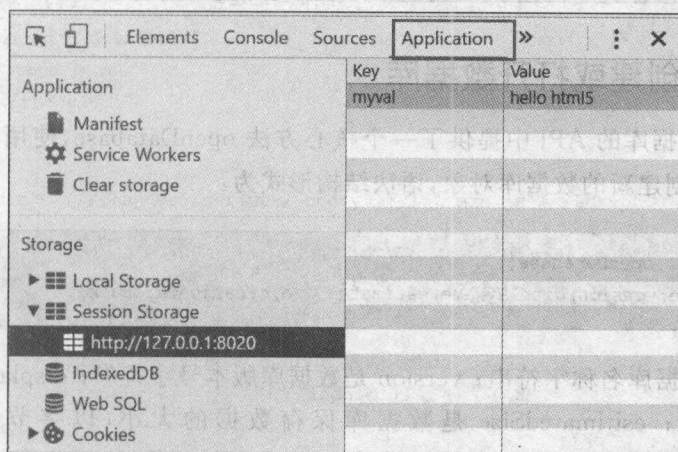 Elements Console Sources Application »
Application
Manifest
Service Workers
Clear storage
Storage
Local Storage
Session Storage
http://127.0.0.1:8020
IndexedDB
Web SQL
Cookies
Key Value
myval hello html5